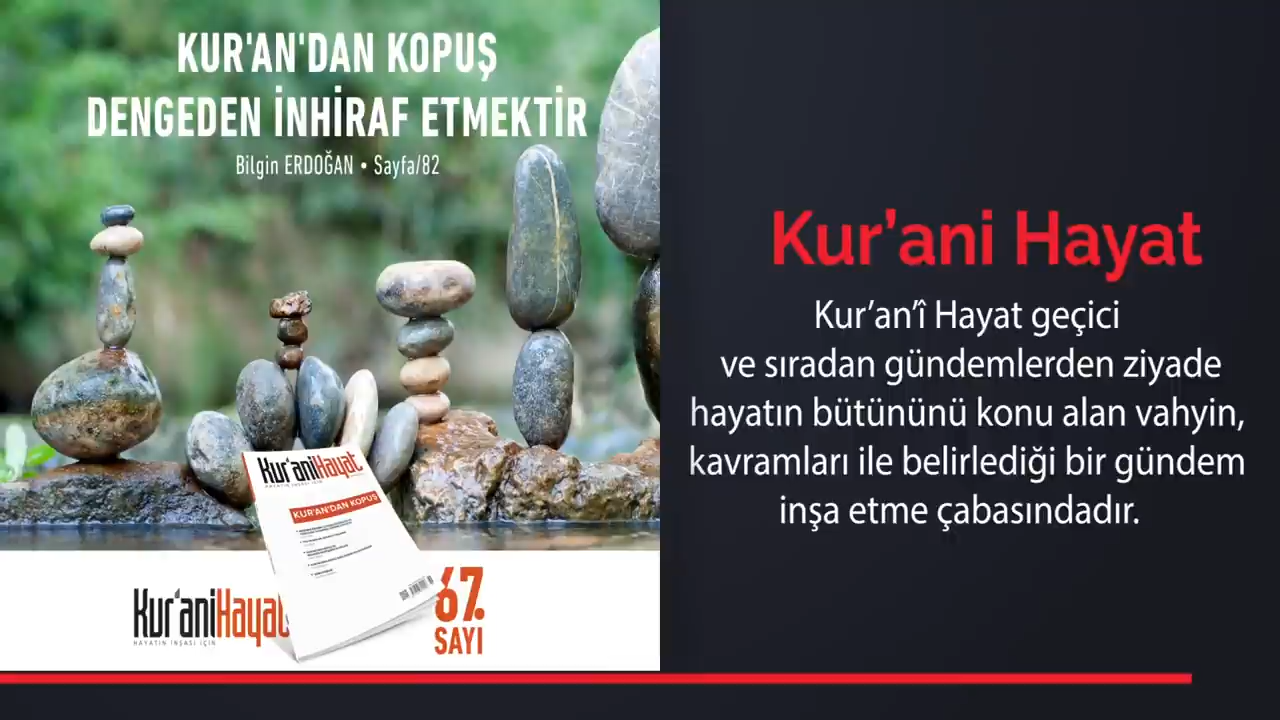 KUR'AN'DAN KOPUŞ
DENGEDEN İNHİRAF ETMEKTİR
Bilgin ERDOĞAN • Sayfa/82
Kur'aniHayat
KUR'AN'DAN KOPUŞ
Kur'aniHayat
HAYATIN İNŞASI İÇİN
67.
SAYI
Kur'ani Hayat
Kur’an’î Hayat geçici
ve sıradan gündemlerden ziyade
hayatın bütününü konu alan vahyin,
kavramları ile belirlediği bir gündem
inşa etme çabasındadır.